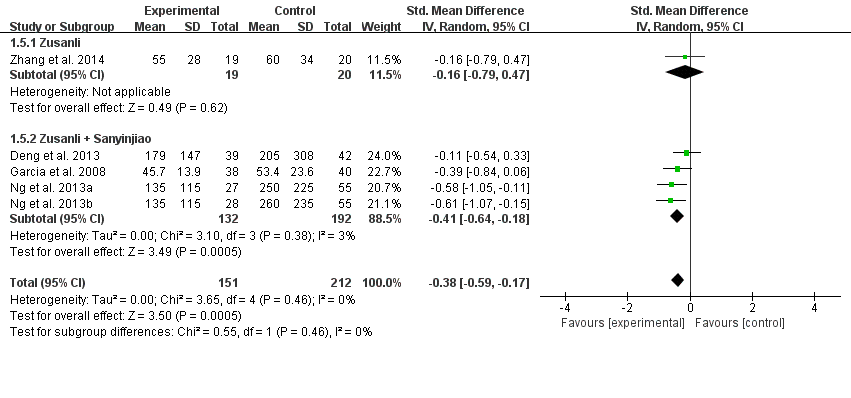 Experimental Control Std. Mean Difference Std. Mean Difference
Study or Subgroup Mean SD Total Mean SD Total Weight IV, Random, 95% CI IV, Random, 95% CI
1.5.1 Zusanli
Zhang et al. 2014 55 28 19 60 34 20 11.5% -0.16 [-0.79, 0.47]
Subtotal (95% CI) 19 20 11.5% -0.16 [-0.79, 0.47]
Heterogeneity: Not applicable
Test for overall effect: Z = 0.49 (P = 0.62)
1.5.2 Zusanli + Sanyinjiao
Deng et al. 2013 179 147 39 205 308 42 24.0% -0.11 [-0.54, 0.33]
Garcia et al. 2008 45.7 13.9 38 53.4 23.6 40 22.7% -0.39 [-0.84, 0.06]
Ng et al. 2013a 135 115 27 250 225 55 20.7% -0.58 [-1.05, -0.11]
Ng et al. 2013b 135 115 28 260 235 55 21.2% -0.61 [-1.07, -0.15]
Subtotal (95% CI) 132 192 88.5% -0.41 [-0.64, -0.18]
Heterogeneity: Tau² = 0.00; Chi² = 3.10, df = 3 (P = 0.38); I² = 3%
Test for overall effect: Z = 3.49 (P = 0.0005)
Total (95% CI) 151 212 100.0% -0.38 [-0.59, -0.17]
Heterogeneity: Tau² = 0.00; Chi² = 3.65, df = 4 (P = 0.46); I² = 0%
Test for overall effect: Z = 3.50 (P = 0.0005)
Test for subgroup differences: Chi² = 0.55, df = 1 (P = 0.46), I² = 0%
-4 -2 0 2 4
Favours [experimental] Favours [control]